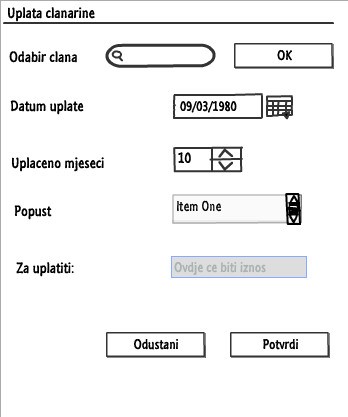 Uplata clanarine
Odabir clana OK
Datum uplate 09/03/1980
Uplaceno mjeseci 10
Popust Item One
Za uplatiti: Ovdje ce biti iznos
Odustani Potvrdi